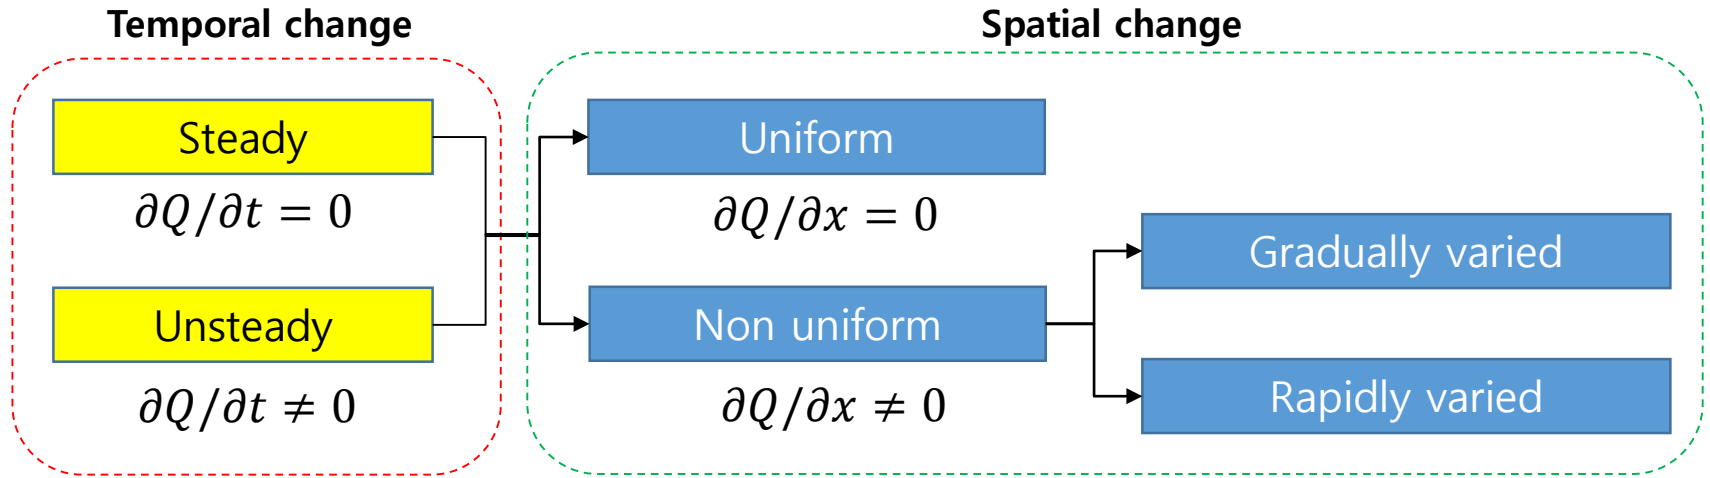 Temporal change
Spatial change
Steady
∂Q/∂t = 0
Unsteady
∂Q/∂t ≠ 0
Uniform
∂Q/∂x = 0
Non uniform
∂Q/∂x ≠ 0
Gradually varied
Rapidly varied